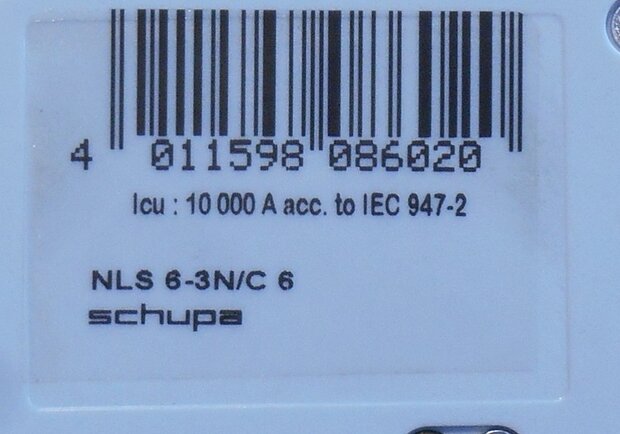 4 011598 086020
Icu : 10 000 A acc. to IEC 947-2
NLS 6-3N/C 6
schupa